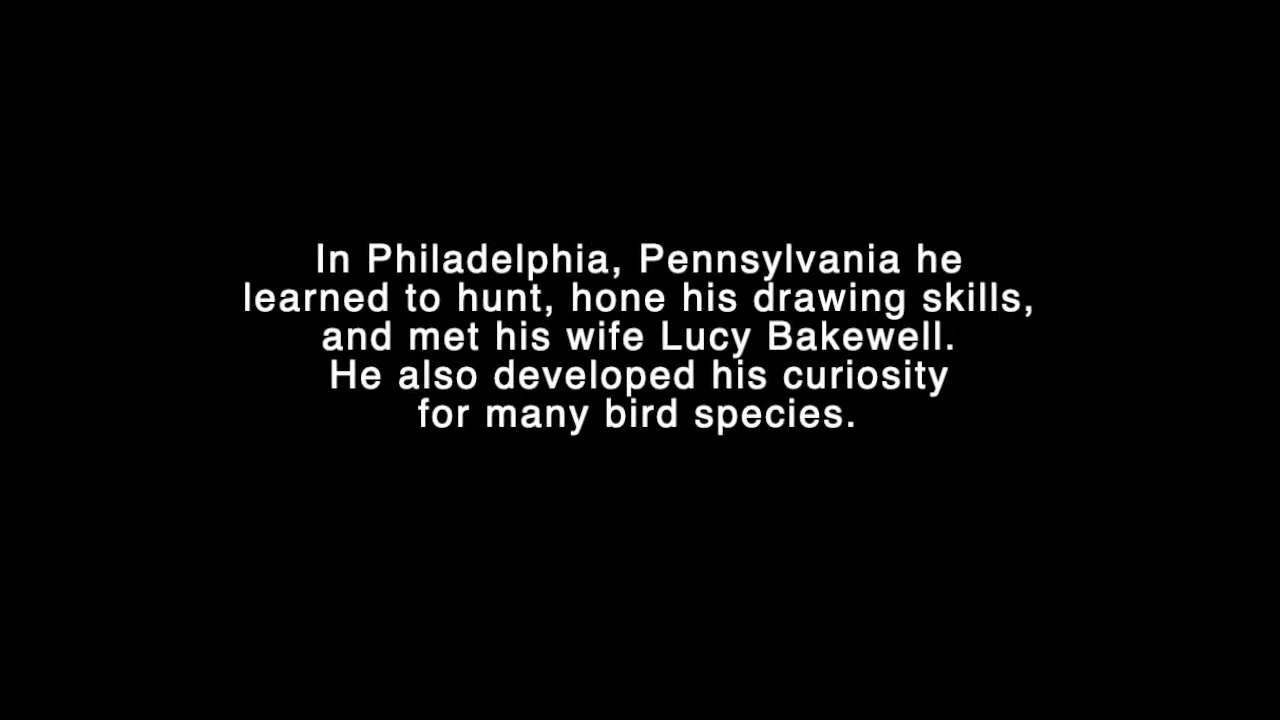 In Philadelphia, Pennsylvania he
learned to hunt, hone his drawing skills,
and met his wife Lucy Bakewell.
He also developed his curiosity
for many bird species.